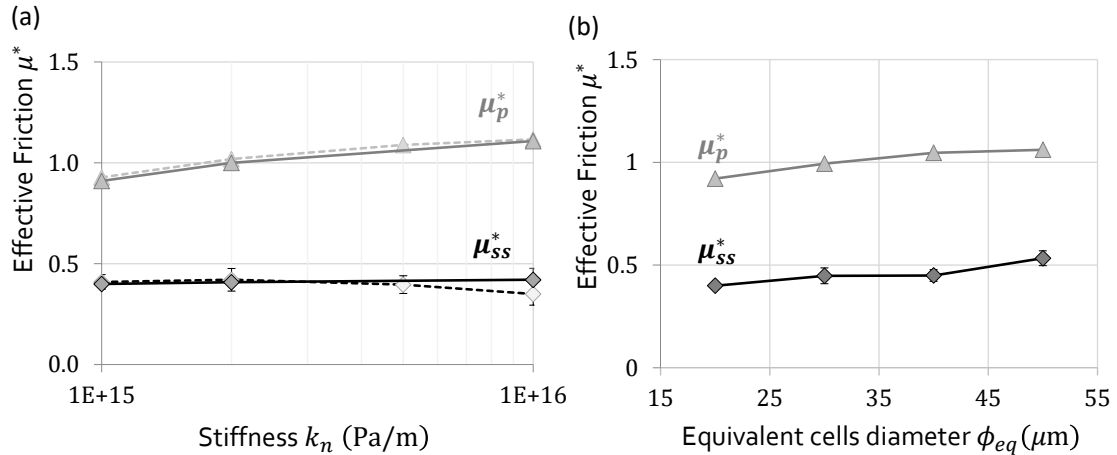 (a)
Effective Friction μ*
1.5
1.0
0.5
0.0
μ*p
μ*ss
1E+15
1E+16
Stiffness kn (Pa/m)
(b)
Effective Friction μ*
1.5
1
0.5
0
μ*p
μ*ss
15
25
35
45
55
Equivalent cells diameter ϕeq(μm)